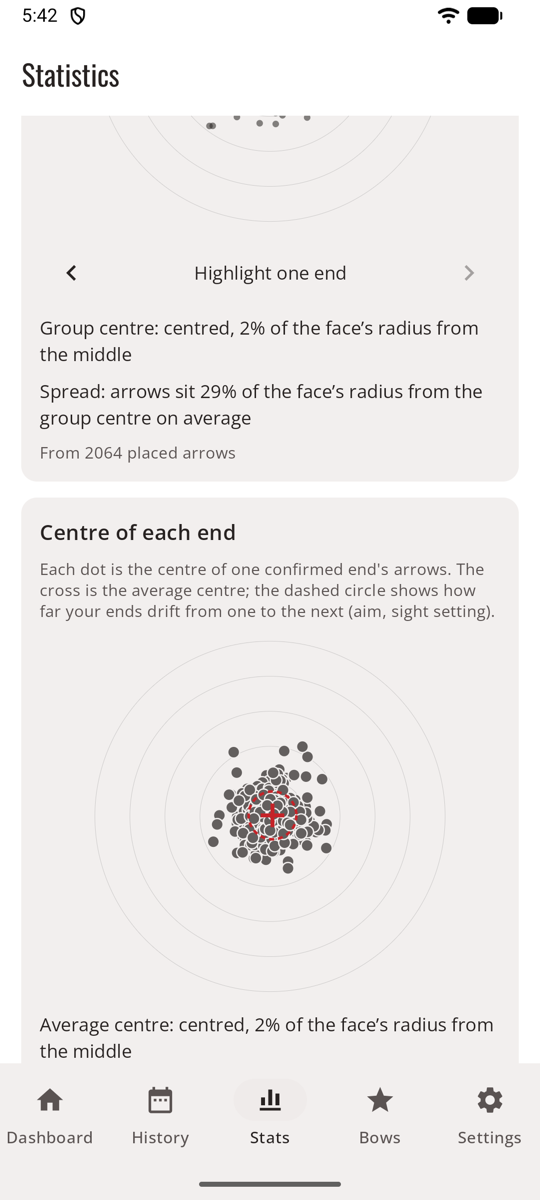 5:42
Statistics
Highlight one end
Group centre: centred, 2% of the face’s radius from
the middle
Spread: arrows sit 29% of the face’s radius from the
group centre on average
From 2064 placed arrows
Centre of each end
Each dot is the centre of one confirmed end's arrows. The
cross is the average centre; the dashed circle shows how
far your ends drift from one to the next (aim, sight setting).
Average centre: centred, 2% of the face’s radius from
the middle
Dashboard History Stats Bows Settings